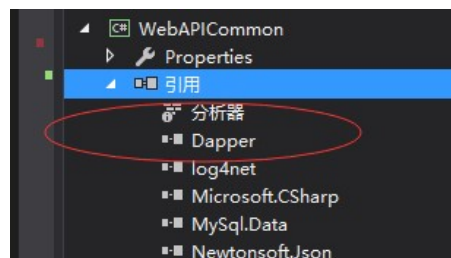 C# WebAPICommon
Properties
引用
分析器
Dapper
log4net
Microsoft.CSharp
MySql.Data
Newtonsoft.Json